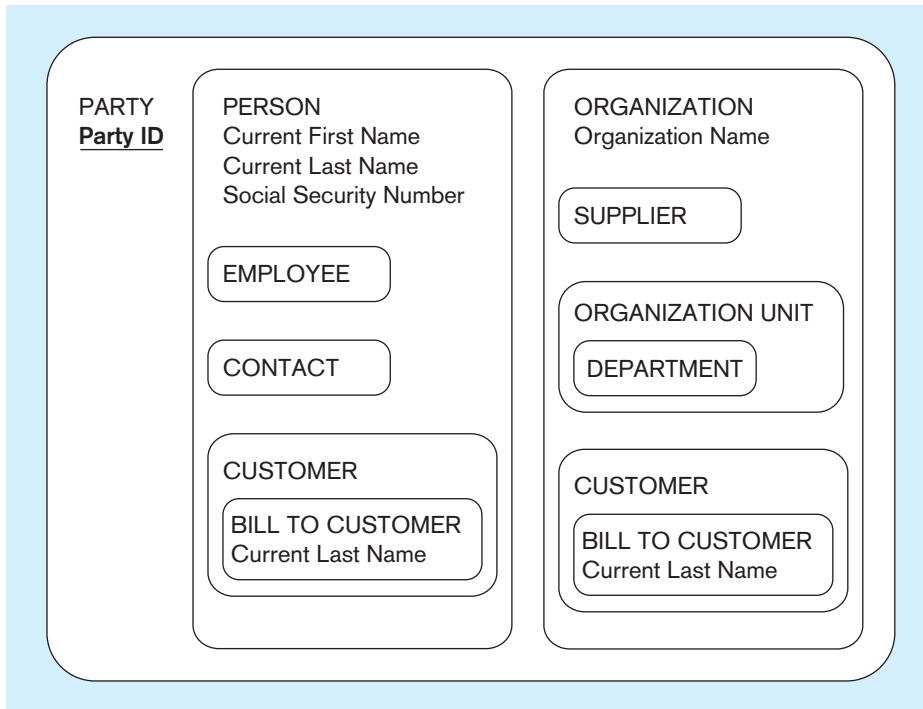 PARTY
Party ID
PERSON
Current First Name
Current Last Name
Social Security Number
EMPLOYEE
CONTACT
CUSTOMER
BILL TO CUSTOMER
Current Last Name
ORGANIZATION
Organization Name
SUPPLIER
ORGANIZATION UNIT
DEPARTMENT
CUSTOMER
BILL TO CUSTOMER
Current Last Name